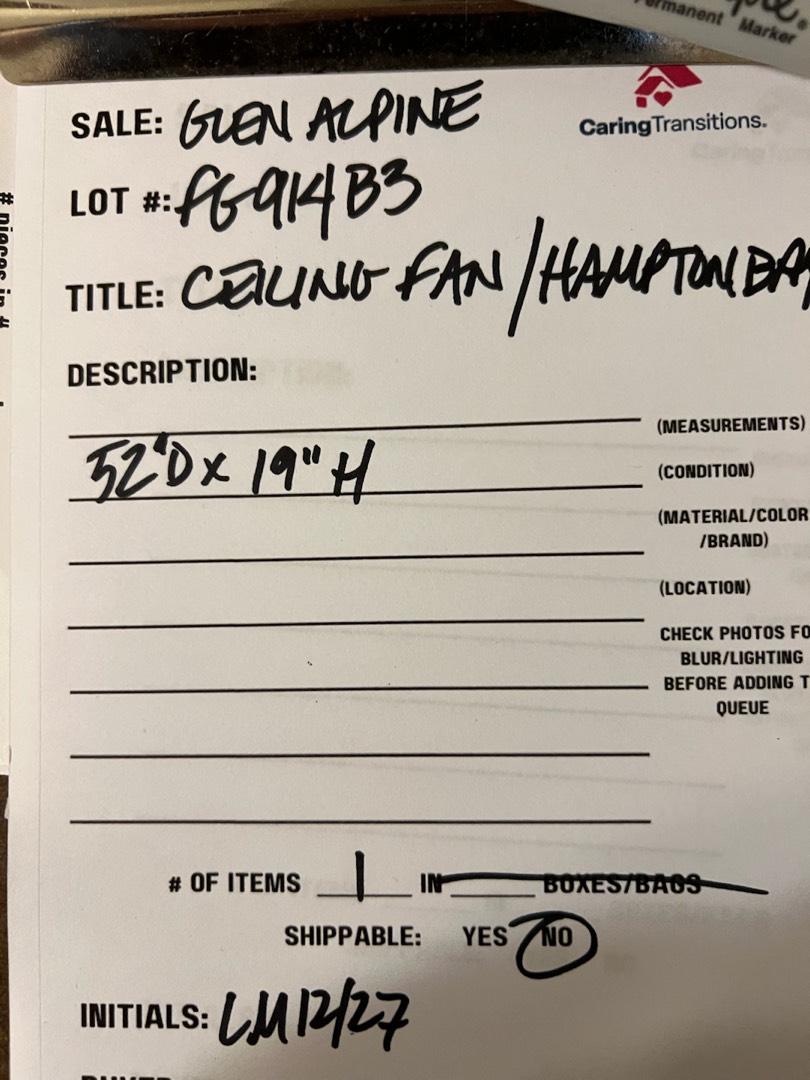 Permanent Marker
SALE: GLEN ALPINE
CaringTransitions.
LOT #: FG914B3
TITLE: CEILING FAN / HAMPTON BAY
DESCRIPTION:
(MEASUREMENTS)
52"D x 19" H
(CONDITION)
(MATERIAL/COLOR
/BRAND)
(LOCATION)
CHECK PHOTOS FO
BLUR/LIGHTING
BEFORE ADDING T
QUEUE
# OF ITEMS 1 IN BOXES/BAGS
SHIPPABLE: YES NO
INITIALS: LM 12/27
# pieces in #